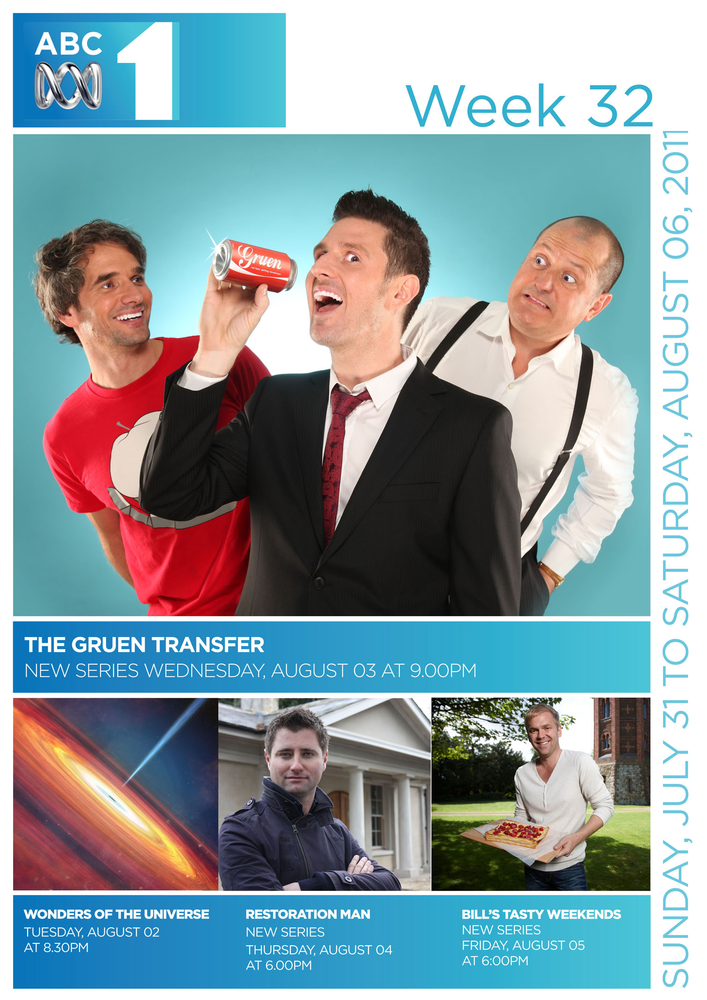 ABC
1
Week 32
SUNDAY, JULY 31 TO SATURDAY, AUGUST 06, 2011
Gruen
real taste, uplifting refreshment
THE GRUEN TRANSFER
NEW SERIES WEDNESDAY, AUGUST 03 AT 9.00PM
WONDERS OF THE UNIVERSE
TUESDAY, AUGUST 02
AT 8.30PM
RESTORATION MAN
NEW SERIES
THURSDAY, AUGUST 04
AT 6.00PM
BILL'S TASTY WEEKENDS
NEW SERIES
FRIDAY, AUGUST 05
AT 6:00PM